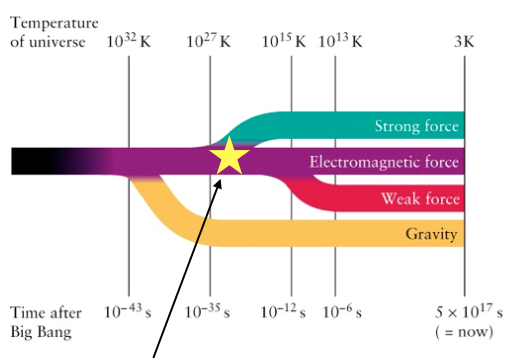 Temperature
of universe 10³² K 10²⁷ K 10¹⁵ K 10¹³ K 3K
Strong force
Electromagnetic force
Weak force
Gravity
Time after 10⁻⁴³ s 10⁻³⁵ s 10⁻¹² s 10⁻⁶ s 5 × 10¹⁷ s
Big Bang ( = now)